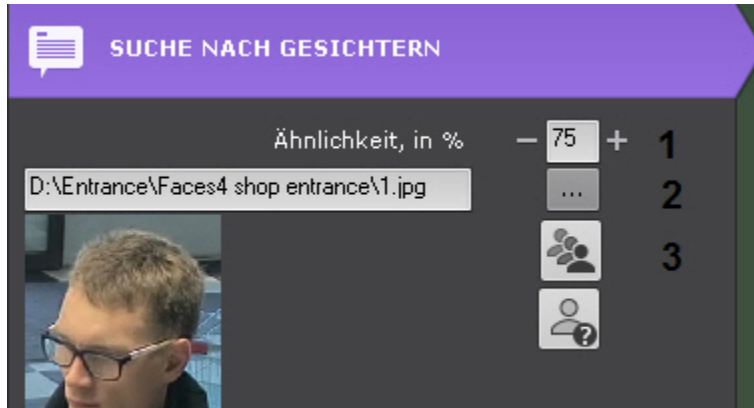 SUCHE NACH GESICHTERN
Ähnlichkeit, in % − 75 + 1
D:\Entrance\Faces4 shop entrance\1.jpg ... 2
3
?